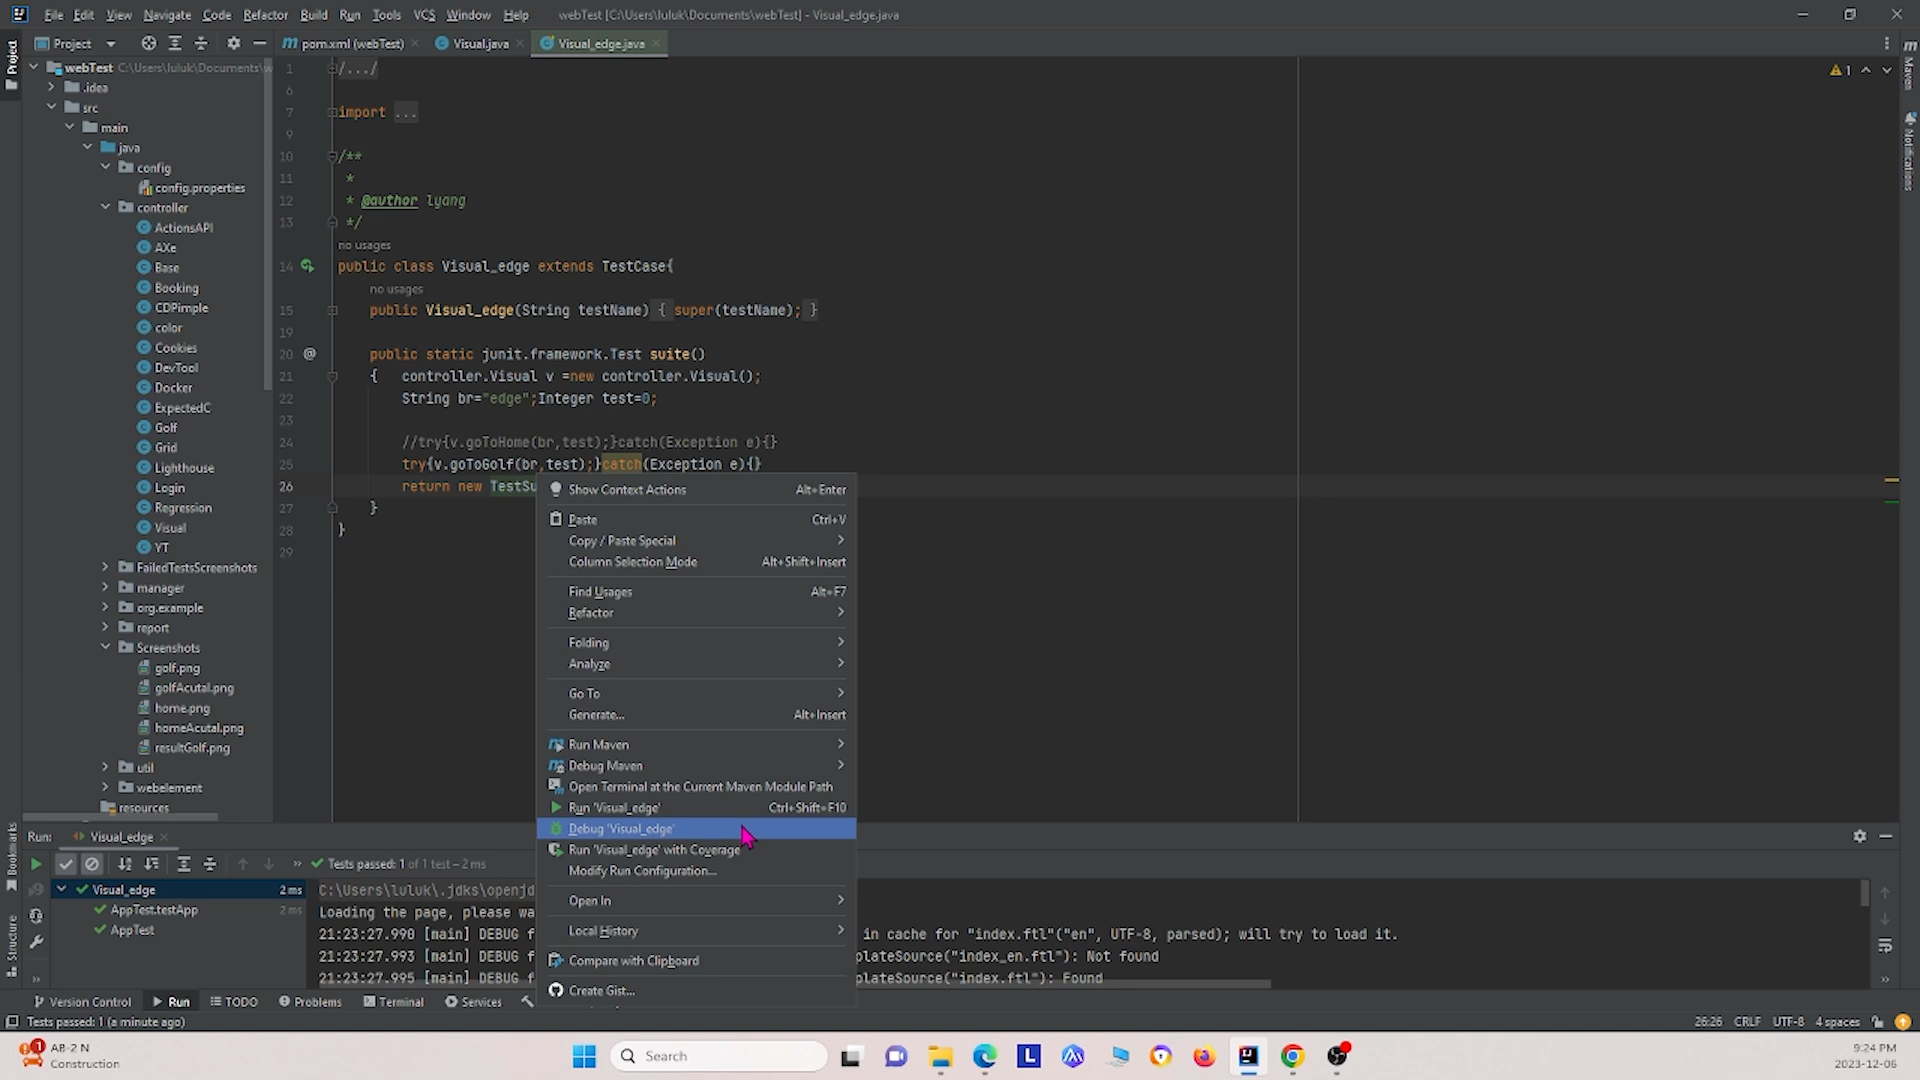 File Edit View Navigate Code Refactor Build Run Tools VCS Window Help webTest [C:\Users\luluk\Documents\webTest] - Visual_edge.java
Project pom.xml (webTest) Visual.java Visual_edge.java
Project
Maven
Notifications
Bookmarks
Structure
webTest C:\Users\luluk\Documents\w
.idea
src
main
java
config
config.properties
controller
ActionsAPI
AXe
Base
Booking
CDPimple
color
Cookies
DevTool
Docker
ExpectedC
Golf
Grid
Lighthouse
Login
Regression
Visual
YT
FailedTestsScreenshots
manager
org.example
report
Screenshots
golf.png
golfAcutal.png
home.png
homeAcutal.png
resultGolf.png
util
webelement
resources
1 /.../
6
7 import ...
9
10 /**
11 *
12 * @author lyang
13 */
no usages
14 public class Visual_edge extends TestCase{
no usages
15 public Visual_edge(String testName) { super(testName); }
19
20 @ public static junit.framework.Test suite()
21 { controller.Visual v =new controller.Visual();
22 String br="edge";Integer test=0;
23
24 //try{v.goToHome(br,test);}catch(Exception e){}
25 try{v.goToGolf(br,test);}catch(Exception e){}
26 return new TestSu
27 }
28 }
29
1
Show Context Actions Alt+Enter
Paste Ctrl+V
Copy / Paste Special
Column Selection Mode Alt+Shift+Insert
Find Usages Alt+F7
Refactor
Folding
Analyze
Go To
Generate... Alt+Insert
Run Maven
Debug Maven
Open Terminal at the Current Maven Module Path
Run 'Visual_edge' Ctrl+Shift+F10
Debug 'Visual_edge'
Run 'Visual_edge' with Coverage
Modify Run Configuration...
Open In
Local History
Compare with Clipboard
Create Gist...
Run: Visual_edge
Tests passed: 1 of 1 test – 2 ms
Visual_edge 2 ms
AppTest.testApp 2 ms
AppTest
C:\Users\luluk\.jdks\openjd
Loading the page, please wa
21:23:27.990 [main] DEBUG f in cache for "index.ftl"("en", UTF-8, parsed); will try to load it.
21:23:27.993 [main] DEBUG f plateSource("index_en.ftl"): Not found
21:23:27.995 [main] DEBUG f plateSource("index.ftl"): Found
Version Control Run TODO Problems Terminal Services
Tests passed: 1 (a minute ago) 26:26 CRLF UTF-8 4 spaces
1 AB-2 N
Construction
Search
L
9:24 PM
2023-12-06